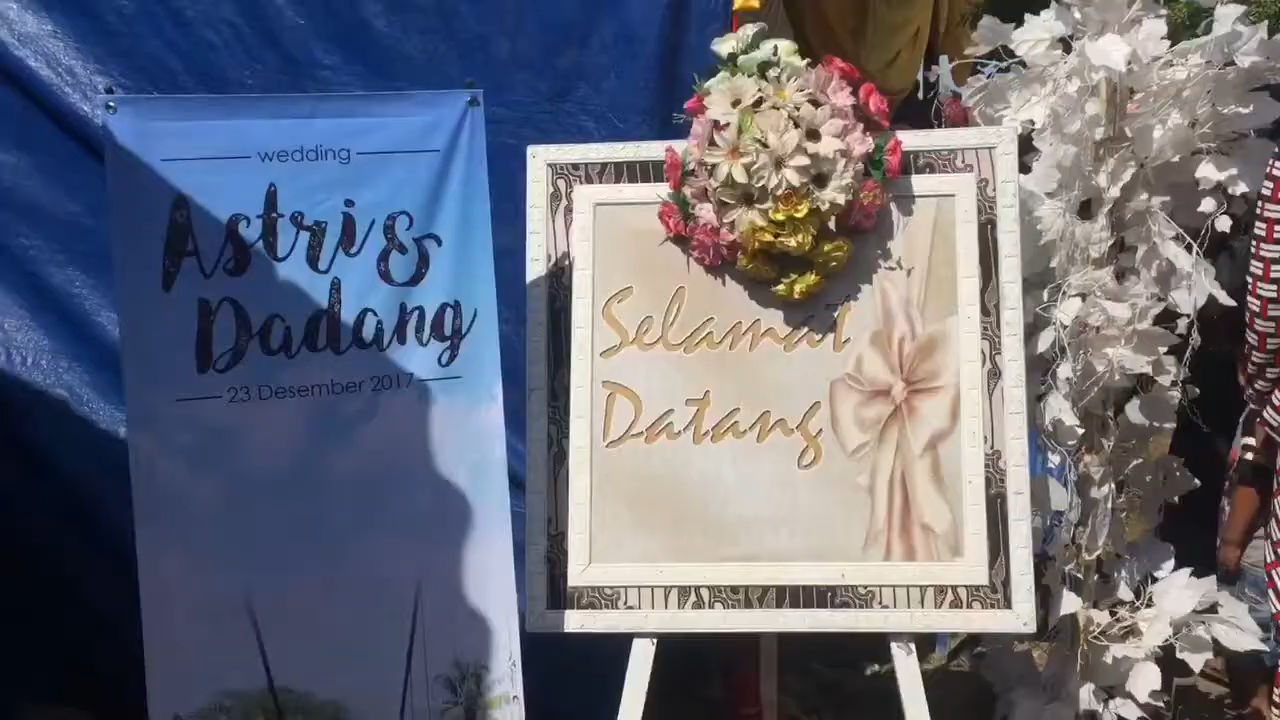 wedding
Astri &
Dadang
23 Desember 2017
Selamat
Datang